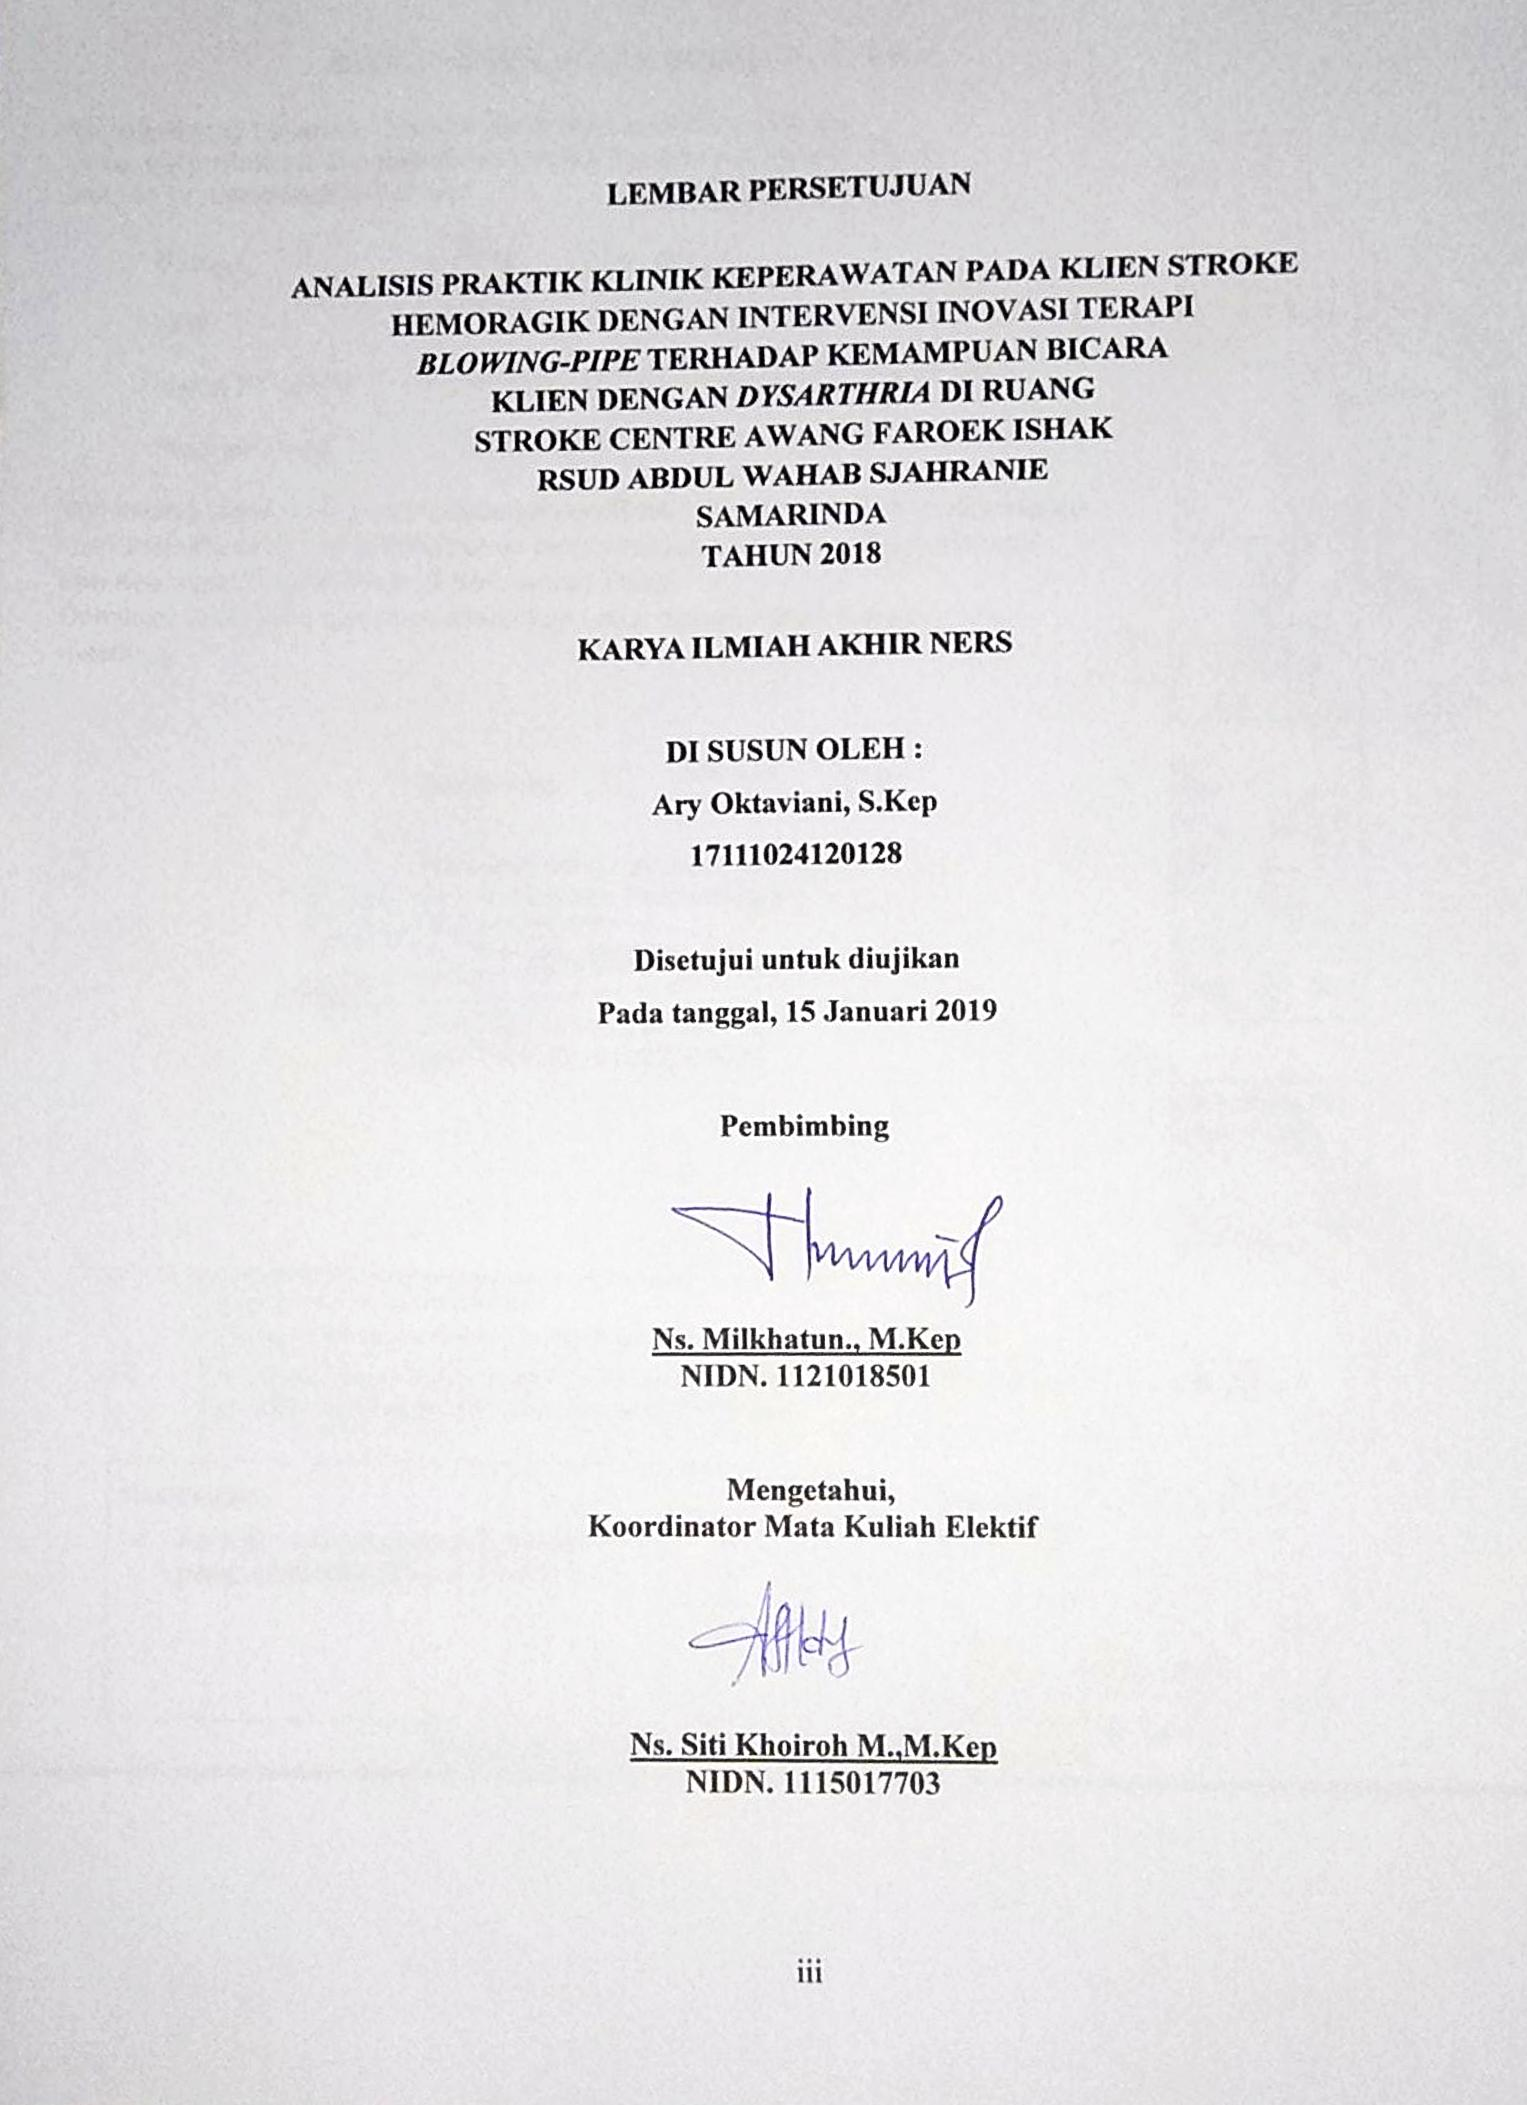 LEMBAR PERSETUJUAN
ANALISIS PRAKTIK KLINIK KEPERAWATAN PADA KLIEN STROKE
HEMORAGIK DENGAN INTERVENSI INOVASI TERAPI
BLOWING-PIPE TERHADAP KEMAMPUAN BICARA
KLIEN DENGAN DYSARTHRIA DI RUANG
STROKE CENTRE AWANG FAROEK ISHAK
RSUD ABDUL WAHAB SJAHRANIE
SAMARINDA
TAHUN 2018
KARYA ILMIAH AKHIR NERS
DI SUSUN OLEH :
Ary Oktaviani, S.Kep
17111024120128
Disetujui untuk diujikan
Pada tanggal, 15 Januari 2019
Pembimbing
Ns. Milkhatun., M.Kep
NIDN. 1121018501
Mengetahui,
Koordinator Mata Kuliah Elektif
Ns. Siti Khoiroh M.,M.Kep
NIDN. 1115017703
iii